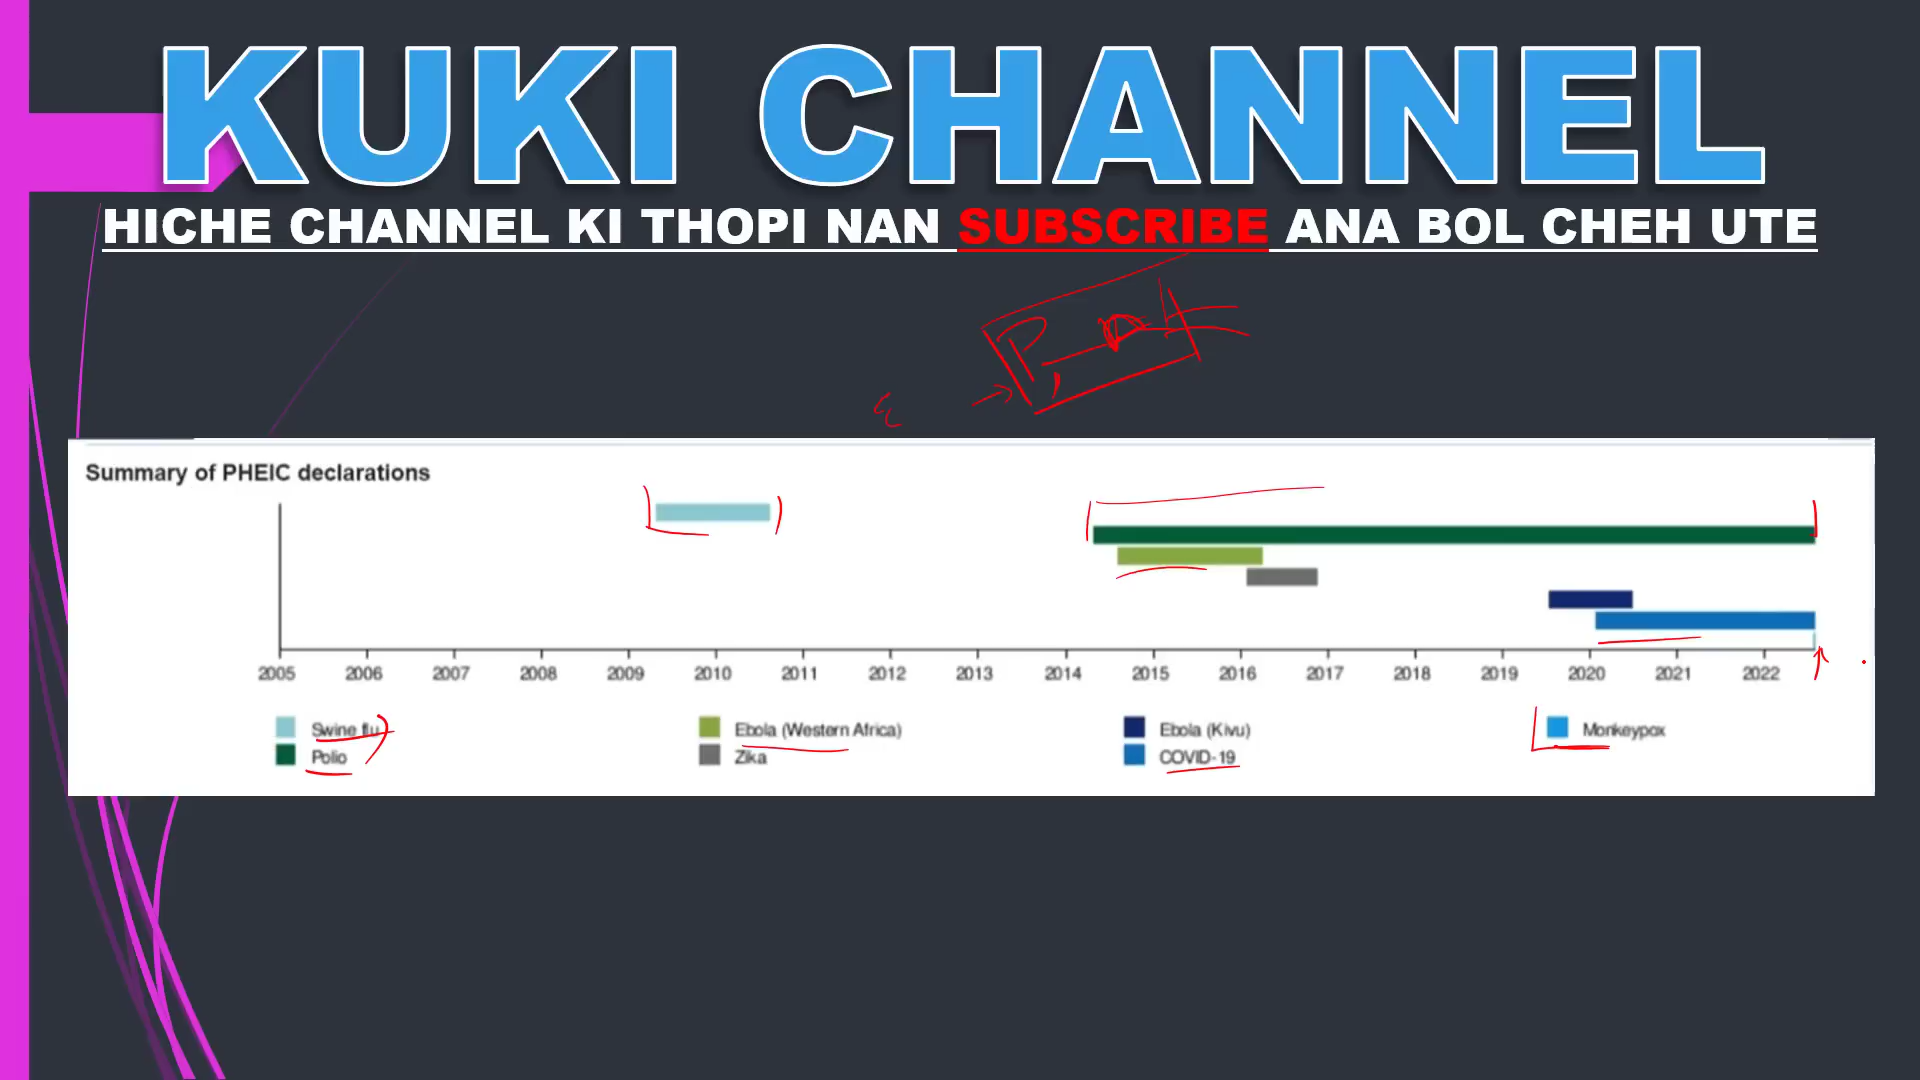 KUKI CHANNEL
HICHE CHANNEL KI THOPI NAN SUBSCRIBE ANA BOL CHEH UTE
Summary of PHEIC declarations
2005 2006 2007 2008 2009 2010 2011 2012 2013 2014 2015 2016 2017 2018 2019 2020 2021 2022
Swine flu Ebola (Western Africa) Ebola (Kivu) Monkeypox
Polio Zika COVID-19